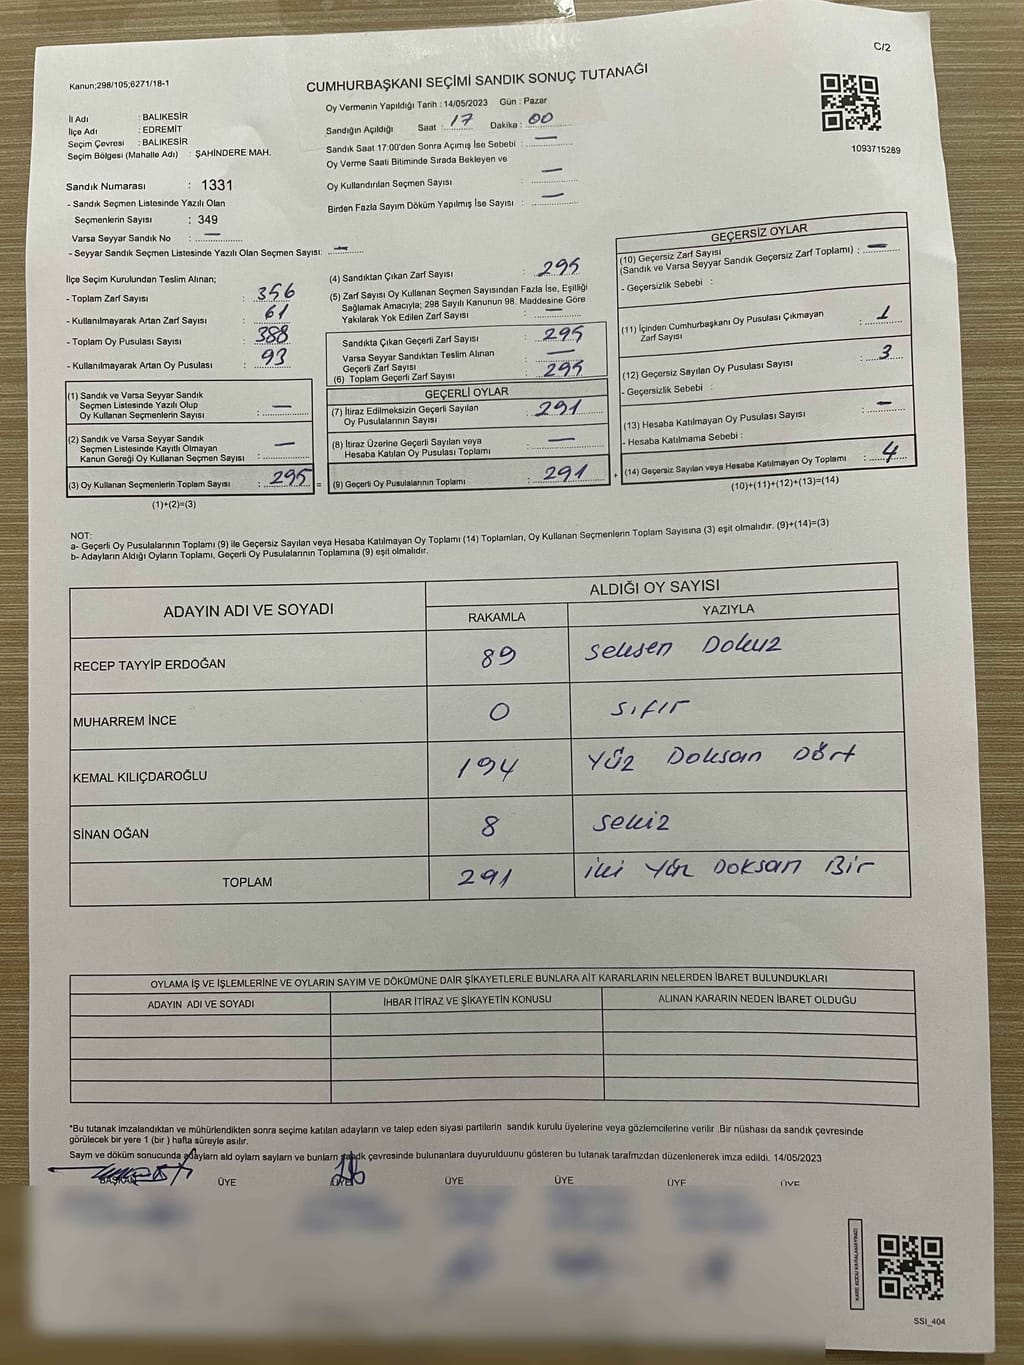 C/2
Kanun;298/105;6271/18-1
CUMHURBAŞKANI SEÇİMİ SANDIK SONUÇ TUTANAĞI
1093715289
İl Adı : BALIKESİR
İlçe Adı : EDREMİT
Seçim Çevresi : BALIKESİR
Seçim Bölgesi (Mahalle Adı) : ŞAHİNDERE MAH.
Sandık Numarası : 1331
- Sandık Seçmen Listesinde Yazılı Olan
Seçmenlerin Sayısı : 349
Varsa Seyyar Sandık No : —
- Seyyar Sandık Seçmen Listesinde Yazılı Olan Seçmen Sayısı: —
Oy Vermenin Yapıldığı Tarih : 14/05/2023 Gün : Pazar
Sandığın Açıldığı Saat : 17 Dakika : 00
Sandık Saat 17:00'den Sonra Açımış İse Sebebi : —
Oy Verme Saati Bitiminde Sırada Bekleyen ve
Oy Kullandırılan Seçmen Sayısı : —
Birden Fazla Sayım Döküm Yapılmış İse Sayısı : —
İlçe Seçim Kurulundan Teslim Alınan;
- Toplam Zarf Sayısı : 356
- Kullanılmayarak Artan Zarf Sayısı : 61
- Toplam Oy Pusulası Sayısı : 388
- Kullanılmayarak Artan Oy Pusulası : 93
(1) Sandık ve Varsa Seyyar Sandık
Seçmen Listesinde Yazılı Olup
Oy Kullanan Seçmenlerin Sayısı : —
(2) Sandık ve Varsa Seyyar Sandık
Seçmen Listesinde Kayıtlı Olmayan
Kanun Gereği Oy Kullanan Seçmen Sayısı : —
(3) Oy Kullanan Seçmenlerin Toplam Sayısı : 295 =
(1)+(2)=(3)
(4) Sandıktan Çıkan Zarf Sayısı : 295
(5) Zarf Sayısı Oy Kullanan Seçmen Sayısından Fazla İse, Eşitliği
Sağlamak Amacıyla; 298 Sayılı Kanunun 98. Maddesine Göre
Yakılarak Yok Edilen Zarf Sayısı : —
Sandıkta Çıkan Geçerli Zarf Sayısı : 295
Varsa Seyyar Sandıktan Teslim Alınan
Geçerli Zarf Sayısı : —
(6) Toplam Geçerli Zarf Sayısı : 295
GEÇERLİ OYLAR
(7) İtiraz Edilmeksizin Geçerli Sayılan
Oy Pusulasının Sayısı : 291
(8) İtiraz Üzerine Geçerli Sayılan veya
Hesaba Katılan Oy Pusulası Toplamı : —
(9) Geçerli Oy Pusulalarının Toplamı : 291 +
GEÇERSİZ OYLAR
(10) Geçersiz Zarf Sayısı
(Sandık ve Varsa Seyyar Sandık Geçersiz Zarf Toplamı) : —
- Geçersizlik Sebebi :
(11) İçinden Cumhurbaşkanı Oy Pusulası Çıkmayan
Zarf Sayısı : 1
(12) Geçersiz Sayılan Oy Pusulası Sayısı : 3
- Geçersizlik Sebebi :
(13) Hesaba Katılmayan Oy Pusulası Sayısı : —
- Hesaba Katılmama Sebebi :
(14) Geçersiz Sayılan veya Hesaba Katılmayan Oy Toplamı : 4
(10)+(11)+(12)+(13)=(14)
NOT:
a- Geçerli Oy Pusulalarının Toplamı (9) ile Geçersiz Sayılan veya Hesaba Katılmayan Oy Toplamı (14) Toplamları, Oy Kullanan Seçmenlerin Toplam Sayısına (3) eşit olmalıdır. (9)+(14)=(3)
b- Adayların Aldığı Oyların Toplamı, Geçerli Oy Pusulalarının Toplamına (9) eşit olmalıdır.
ADAYIN ADI VE SOYADI
ALDIĞI OY SAYISI
RAKAMLA YAZIYLA
RECEP TAYYİP ERDOĞAN 89 Seksen Dokuz
MUHARREM İNCE 0 Sıfır
KEMAL KILIÇDAROĞLU 194 Yüz Doksan Dört
SİNAN OĞAN 8 Sekiz
TOPLAM 291 İki Yüz Doksan Bir
OYLAMA İŞ VE İŞLEMLERİNE VE OYLARIN SAYIM VE DÖKÜMÜNE DAİR ŞİKAYETLERLE BUNLARA AİT KARARLARIN NELERDEN İBARET BULUNDUKLARI
ADAYIN ADI VE SOYADI İHBAR İTİRAZ VE ŞİKAYETİN KONUSU ALINAN KARARIN NEDEN İBARET OLDUĞU
*Bu tutanak imzalandıktan ve mühürlendikten sonra seçime katılan adayların ve talep eden siyasi partilerin sandık kurulu üyelerine veya gözlemcilerine verilir .Bir nüshası da sandık çevresinde
görülecek bir yere 1 (bir ) hafta süreyle asılır.
Sayım ve döküm sonucunda adayların ald oyların sayları ve bunların sandk çevresinde bulunanlara duyurulduunu gösteren bu tutanak tarafmzdan düzenlenerek imza edildi. 14/05/2023
BAŞKAN ÜYE ÜYE ÜYE ÜYE ÜYE ÜYE
KARE KODU KARALAMAYINIZ!
SSI_404